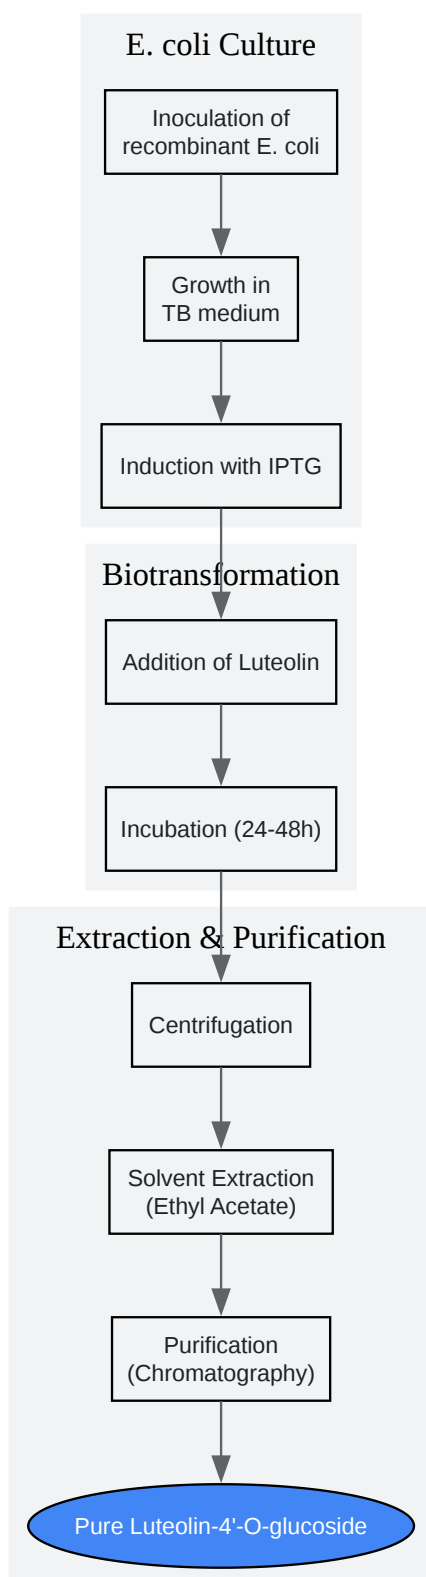 E. coli Culture
Inoculation of
recombinant E. coli
Growth in
TB medium
Induction with IPTG
Biotransformation
Addition of Luteolin
Incubation (24-48h)
Extraction & Purification
Centrifugation
Solvent Extraction
(Ethyl Acetate)
Purification
(Chromatography)
Pure Luteolin-4'-O-glucoside